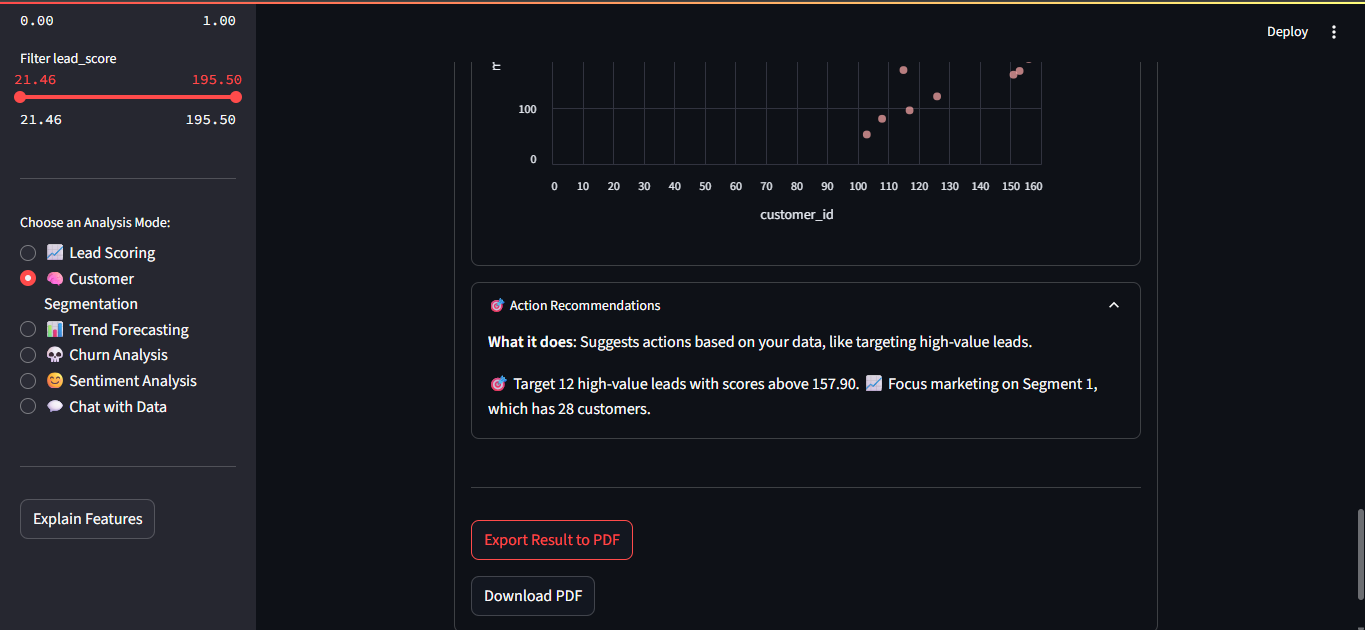 0.00 1.00
Filter lead_score
21.46 195.50
21.46 195.50
Choose an Analysis Mode:
📈 Lead Scoring
🧠 Customer
Segmentation
📊 Trend Forecasting
💀 Churn Analysis
😊 Sentiment Analysis
💬 Chat with Data
Explain Features
Deploy
100
0
0 10 20 30 40 50 60 70 80 90 100 110 120 130 140 150 160
customer_id
🎯 Action Recommendations
What it does: Suggests actions based on your data, like targeting high-value leads.
🎯 Target 12 high-value leads with scores above 157.90. 📈 Focus marketing on Segment 1,
which has 28 customers.
Export Result to PDF
Download PDF